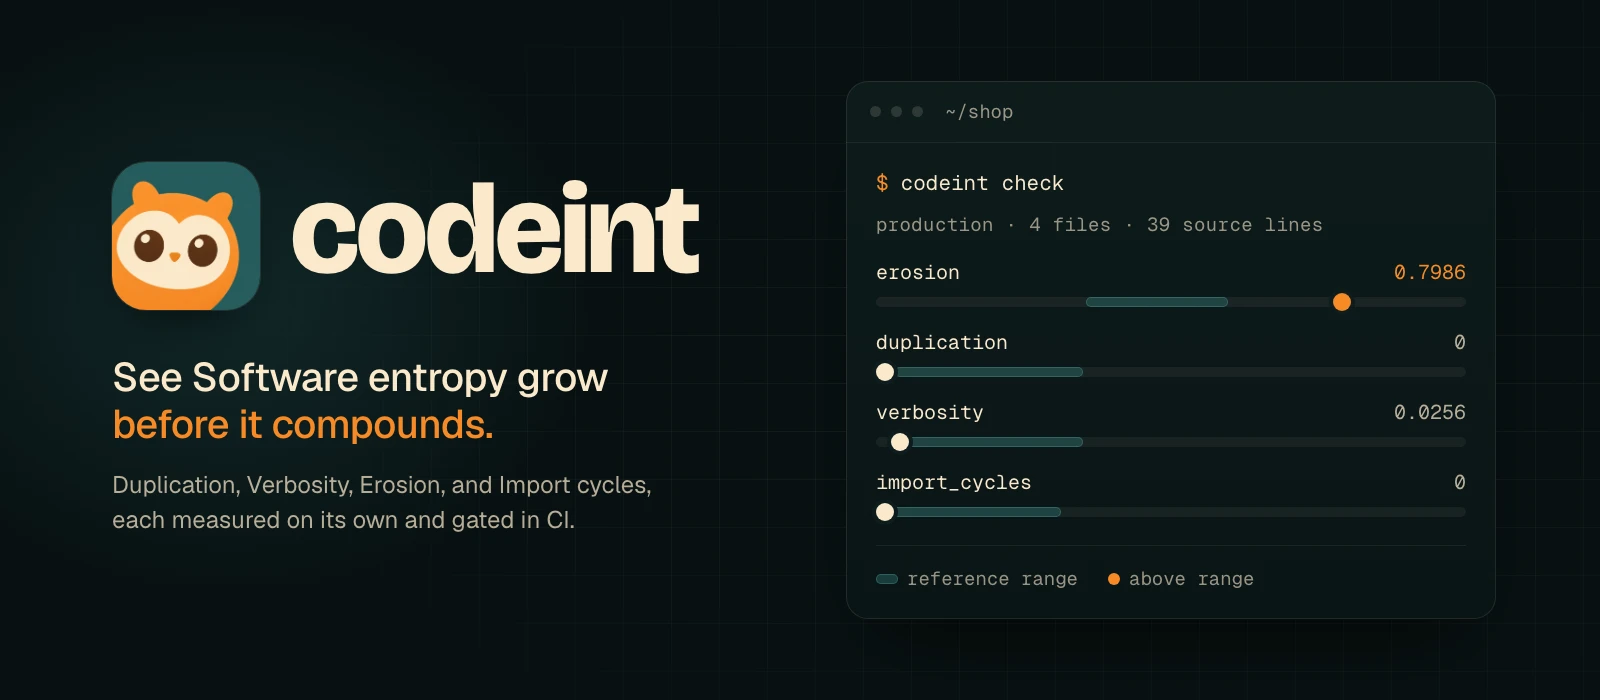 codeint
See Software entropy grow
before it compounds.
Duplication, Verbosity, Erosion, and Import cycles,
each measured on its own and gated in CI.
~/shop
$ codeint check
production · 4 files · 39 source lines
erosion 0.7986
duplication 0
verbosity 0.0256
import_cycles 0
reference range above range